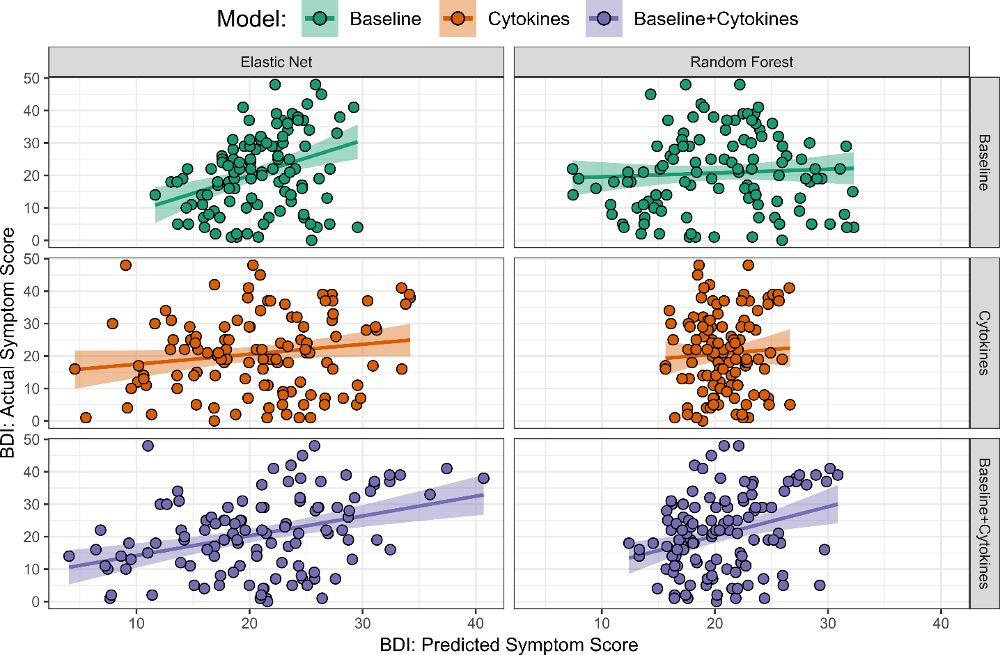 Model: Baseline Cytokines Baseline+Cytokines
Elastic Net Random Forest
50
40
30
20
10
0
Baseline
50
40
30
20
10
0
Cytokines
50
40
30
20
10
0
Baseline+Cytokines
BDI: Actual Symptom Score
10 20 30 40 10 20 30 40
BDI: Predicted Symptom Score